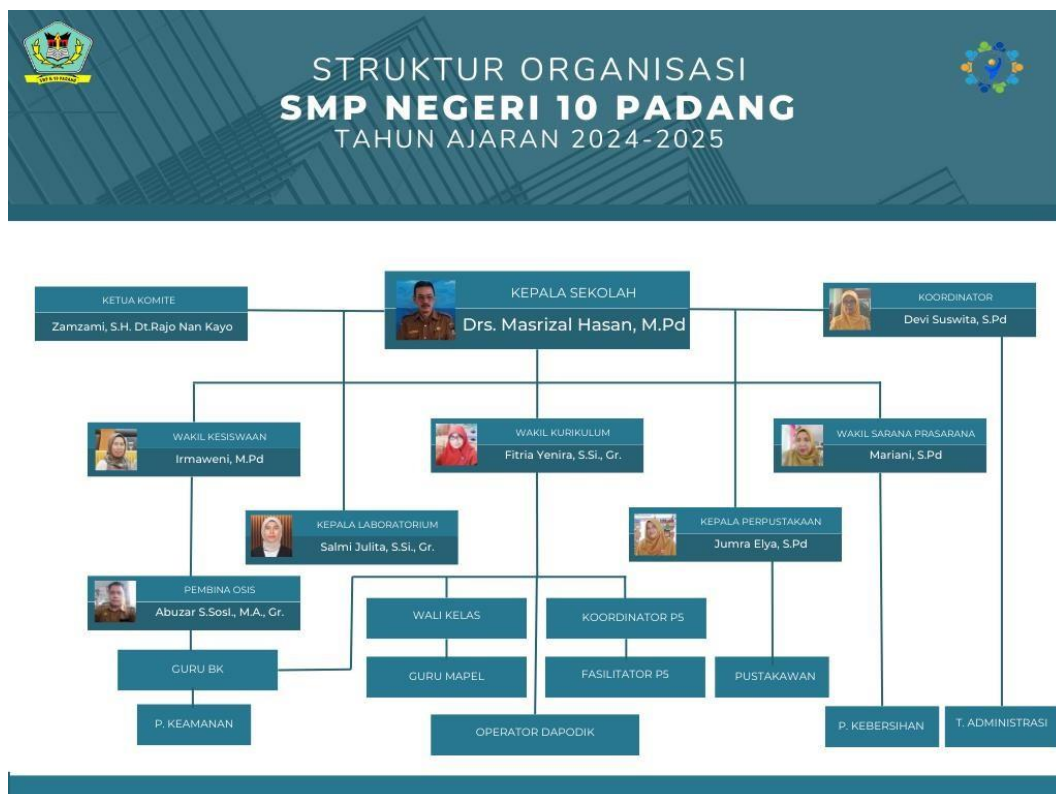 STRUKTUR ORGANISASI
SMP NEGERI 10 PADANG
TAHUN AJARAN 2024-2025
KETUA KOMITE
Zamzami, S.H. Dt.Rajo Nan Kayo
KEPALA SEKOLAH
Drs. Masrizal Hasan, M.Pd
KOORDINATOR
Devi Suswita, S.Pd
WAKIL KESISWAAN
Irmaweni, M.Pd
WAKIL KURIKULUM
Fitria Yenira, S.Si., Gr.
WAKIL SARANA PRASARANA
Mariani, S.Pd
KEPALA LABORATORIUM
Salmi Julita, S.Si., Gr.
KEPALA PERPUSTAKAAN
Jumra Elya, S.Pd
PEMBINA OSIS
Abuzar S.Sosl., M.A., Gr.
WALI KELAS
KOORDINATOR P5
GURU BK
GURU MAPEL
FASILITATOR P5
PUSTAKAWAN
P. KEAMANAN
OPERATOR DAPODIK
P. KEBERSIHAN
T. ADMINISTRASI